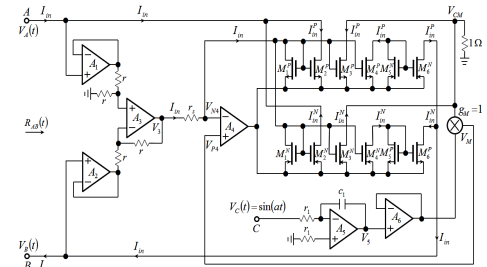 A
I_in
I_in
V_CM
V_A(t)
I_in^P
I_in^P
I_in^P
I_in
1Ω
A_1
r
M_1^P
M_2^P
M_3^P
M_4^P
M_5^N
M_6^N
r
A_3
I_in
r_s
V_N4
V_3
A_4
V_P4
g_M=1
V_M
R_AB(t)
r
r
A_2
I_in^N
I_in^N
I_in^N
I_in
M_1^N
M_2^N
M_3^N
M_4^N
M_5^P
M_6^P
V_C(t)=sin(at)
C
c_1
r_1
r_1
A_5
V_5
A_6
I_in
V_B(t)
B
I_in